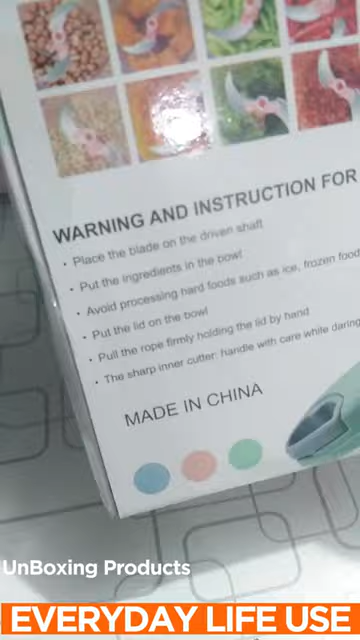 WARNING AND INSTRUCTION FOR
• Place the blade on the driven shaft
• Put the ingredients in the bowl
• Avoid processing hard foods such as ice, frozen food
• Put the lid on the bowl
• Pull the rope firmly holding the lid by hand
• The sharp inner cutter: handle with care while daring
MADE IN CHINA
UnBoxing Products
EVERYDAY LIFE USE